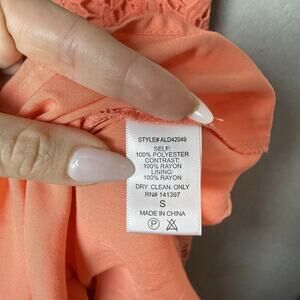 STYLE# ALD42049
SELF:
100% POLYESTER
CONTRAST:
100% RAYON
LINING:
100% RAYON
DRY CLEAN ONLY
RN# 141397
S
MADE IN CHINA
P